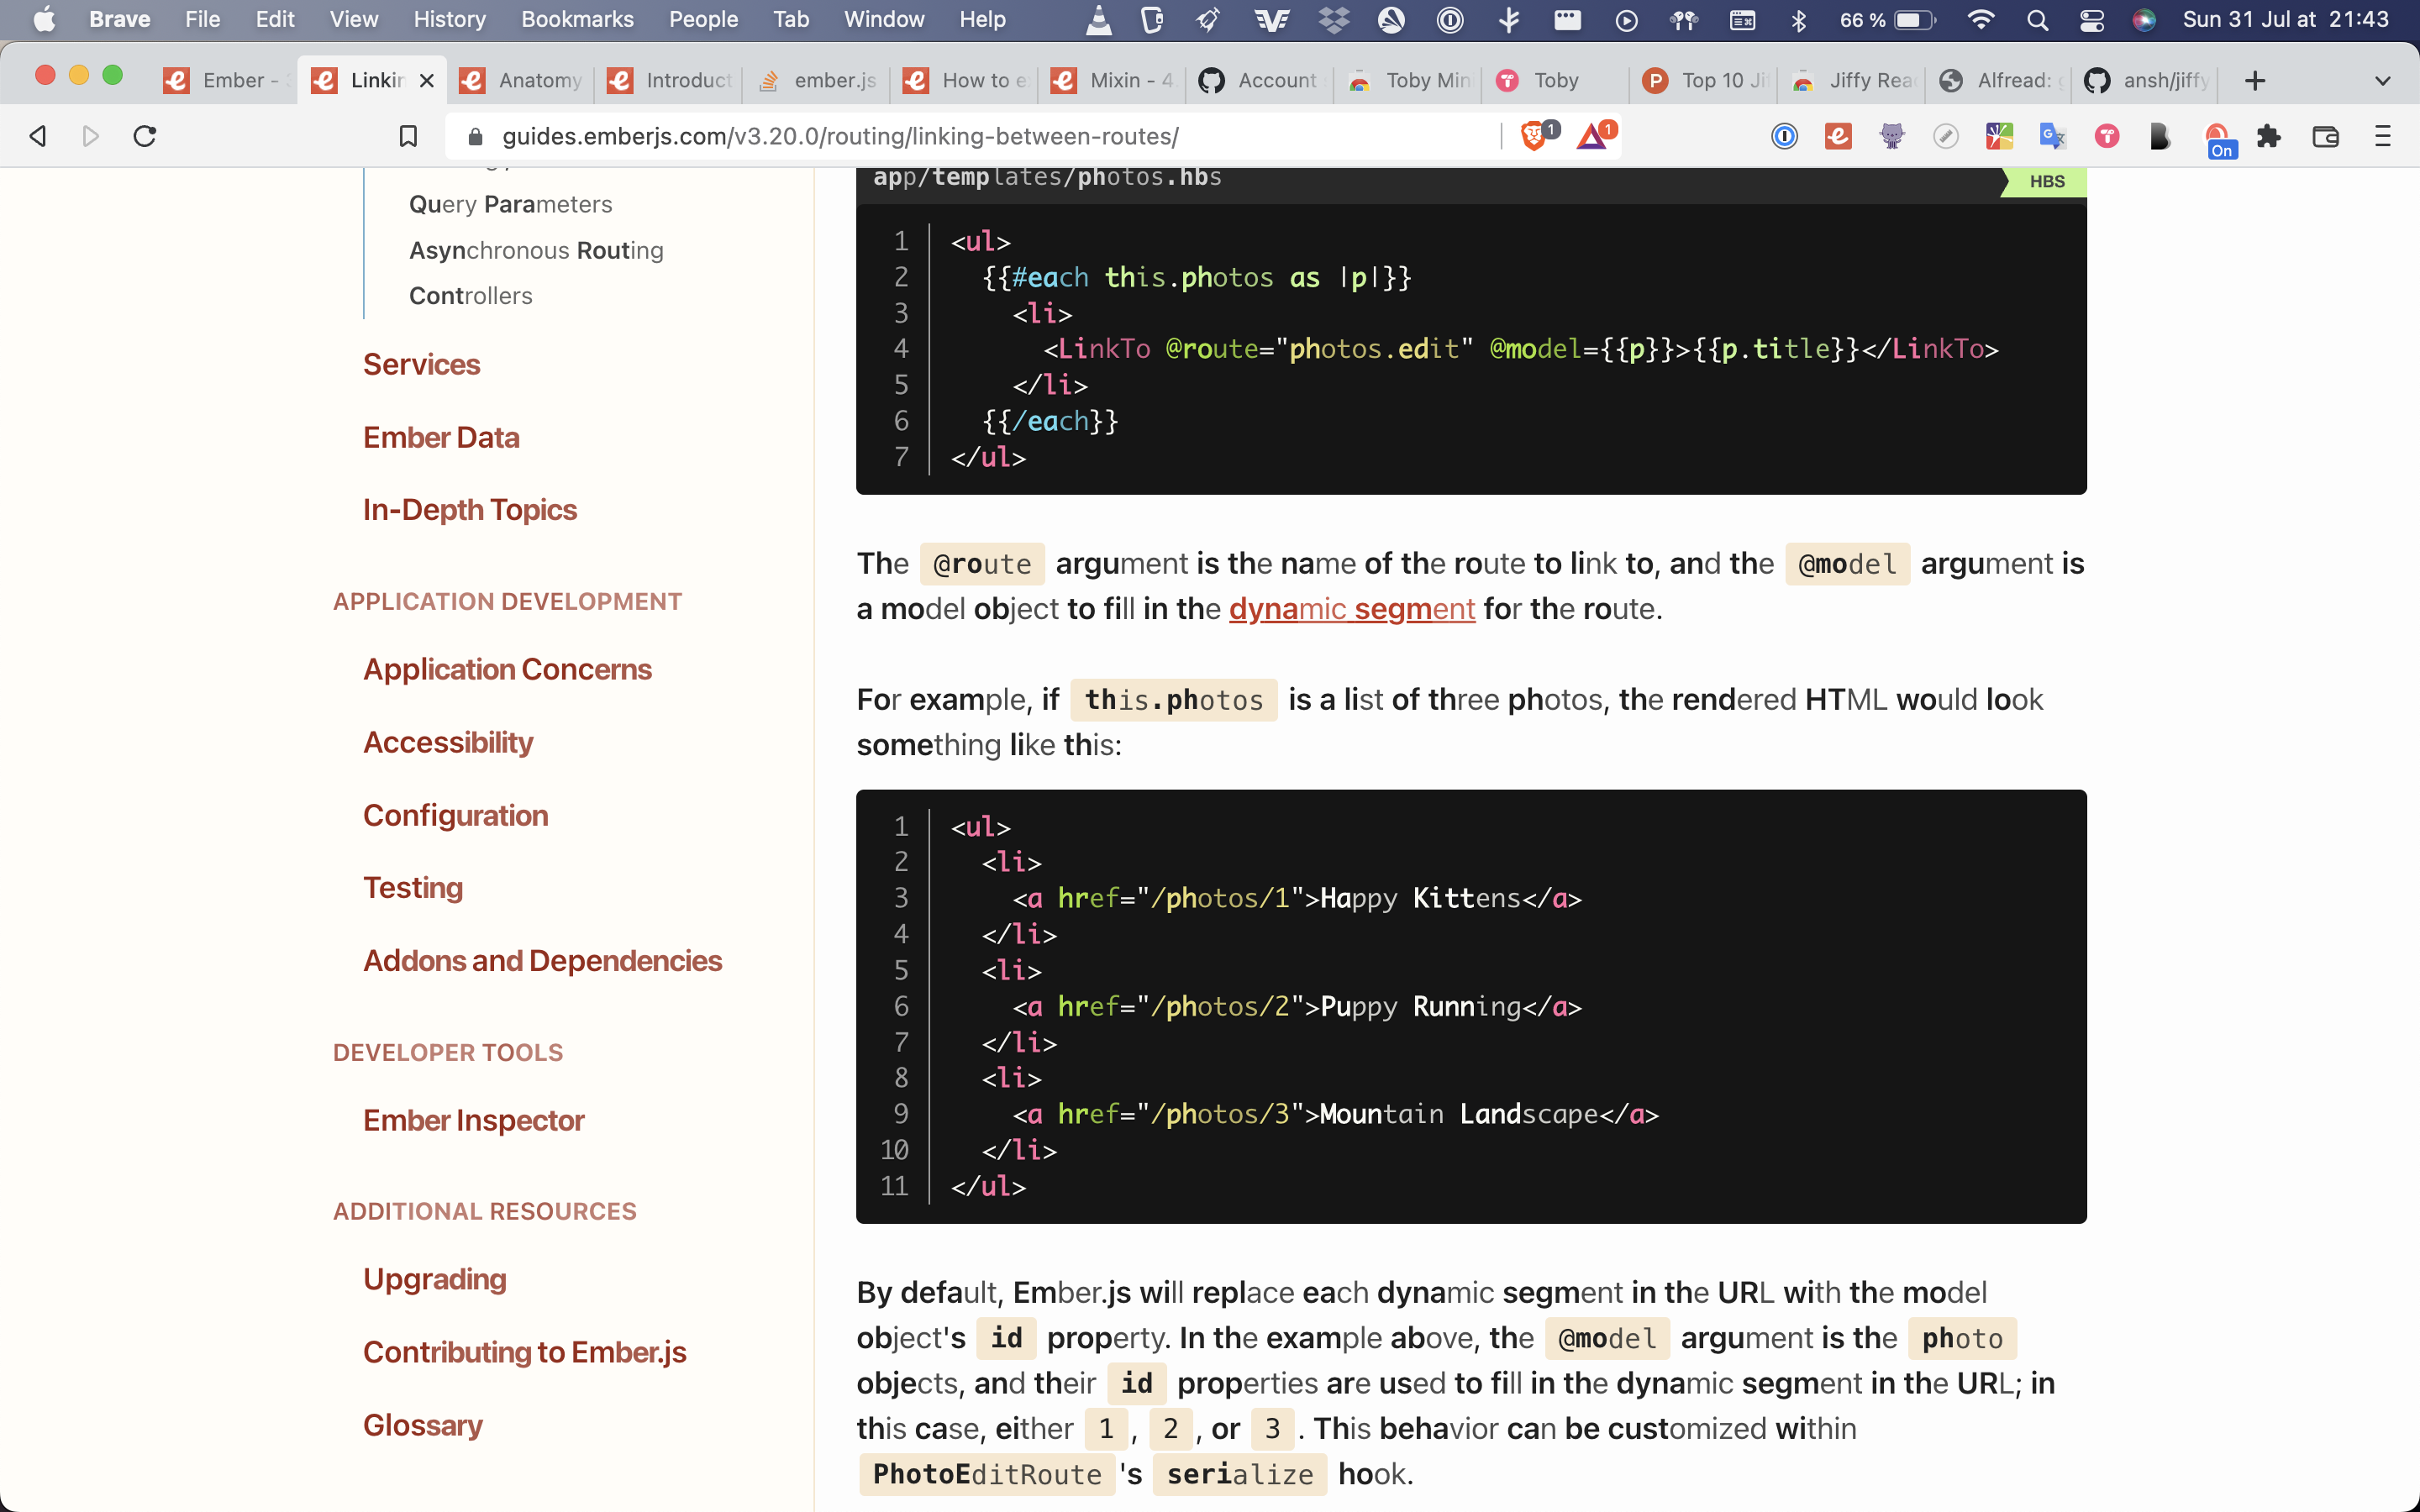 Brave File Edit View History Bookmarks People Tab Window Help 66 % Sun 31 Jul at 21:43
Ember - Linkin Anatomy Introduct ember.js How to e Mixin - 4. Account Toby Min Toby Top 10 Ji Jiffy Rea Alfread: ansh/jiffy
guides.emberjs.com/v3.20.0/routing/linking-between-routes/ 1 1 On
Query Parameters
Asynchronous Routing
Controllers
Services
Ember Data
In-Depth Topics
APPLICATION DEVELOPMENT
Application Concerns
Accessibility
Configuration
Testing
Addons and Dependencies
DEVELOPER TOOLS
Ember Inspector
ADDITIONAL RESOURCES
Upgrading
Contributing to Ember.js
Glossary
app/templates/photos.hbs HBS
1 <ul>
2 {{#each this.photos as |p|}}
3 <li>
4 <LinkTo @route="photos.edit" @model={{p}}>{{p.title}}</LinkTo>
5 </li>
6 {{/each}}
7 </ul>
The @route argument is the name of the route to link to, and the @model argument is
a model object to fill in the dynamic segment for the route.
For example, if this.photos is a list of three photos, the rendered HTML would look
something like this:
1 <ul>
2 <li>
3 <a href="/photos/1">Happy Kittens</a>
4 </li>
5 <li>
6 <a href="/photos/2">Puppy Running</a>
7 </li>
8 <li>
9 <a href="/photos/3">Mountain Landscape</a>
10 </li>
11 </ul>
By default, Ember.js will replace each dynamic segment in the URL with the model
object's id property. In the example above, the @model argument is the photo
objects, and their id properties are used to fill in the dynamic segment in the URL; in
this case, either 1 , 2 , or 3 . This behavior can be customized within
PhotoEditRoute 's serialize hook.